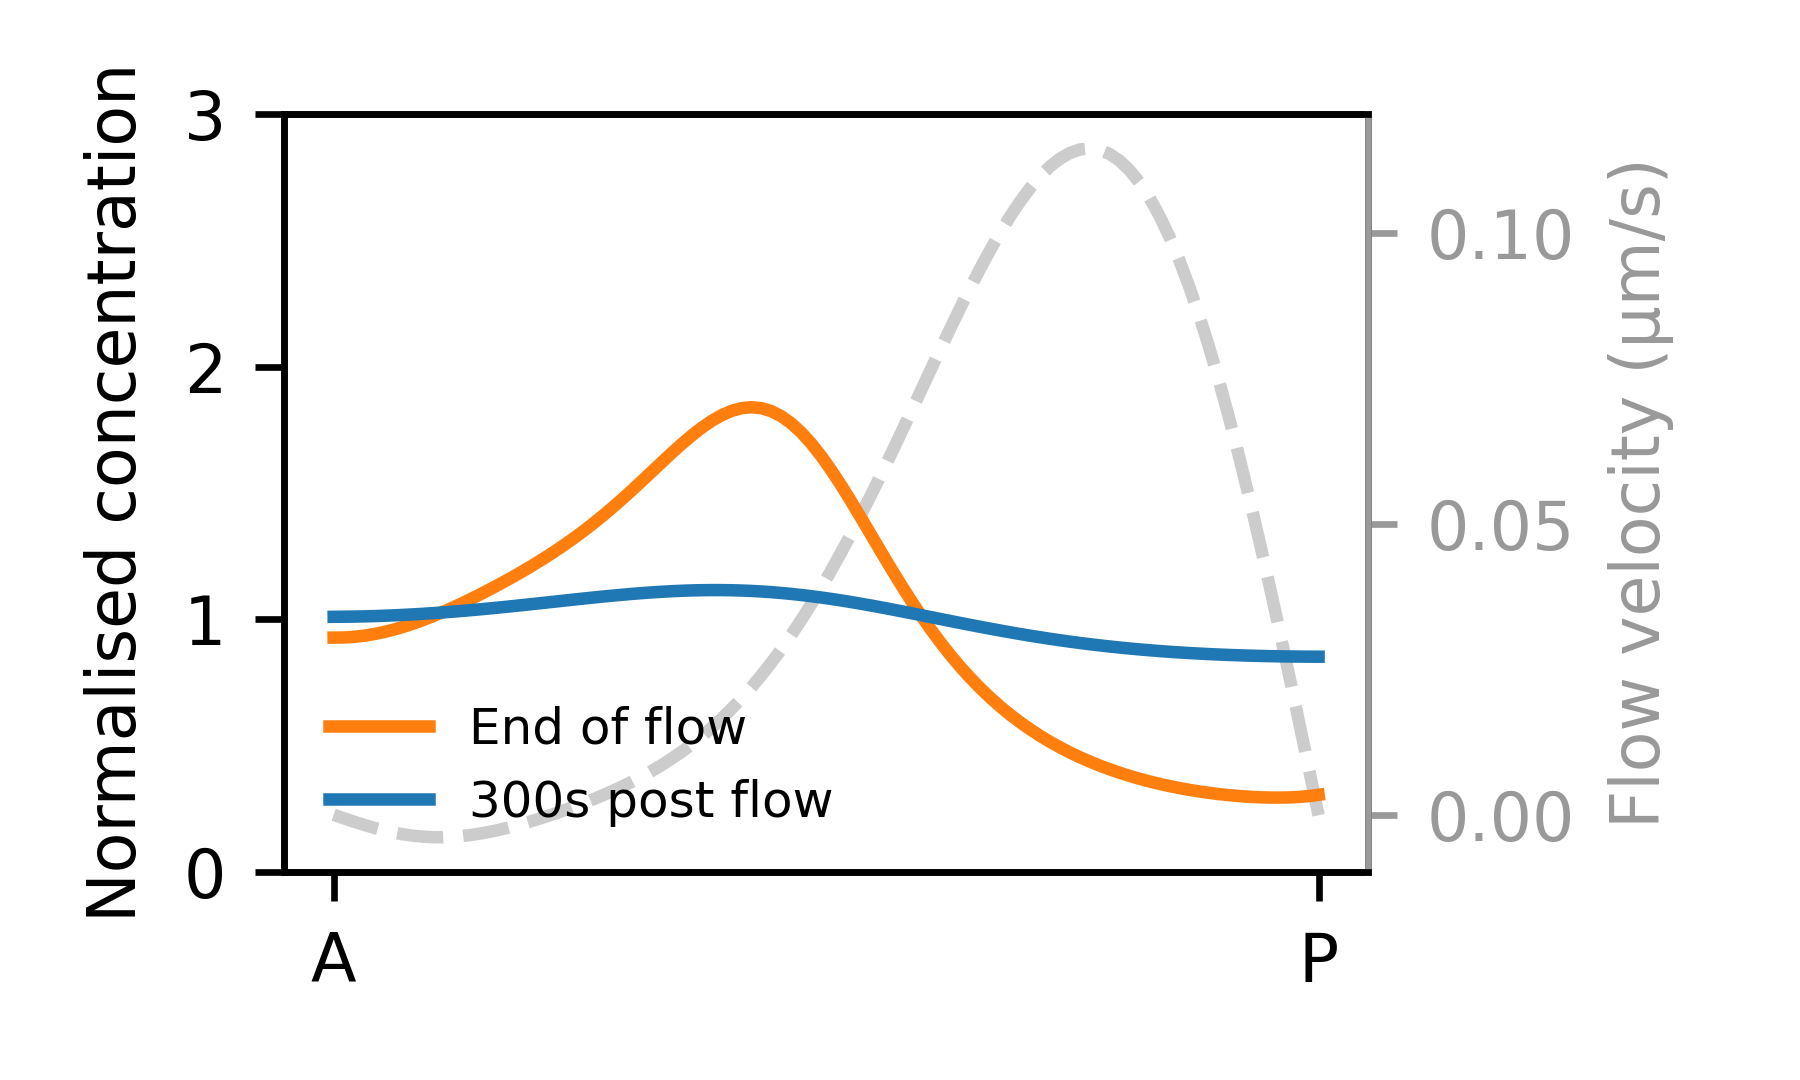 Normalised concentration
3
2
1
0
End of flow
300s post flow
A
P
0.10
0.05
0.00
Flow velocity (μm/s)